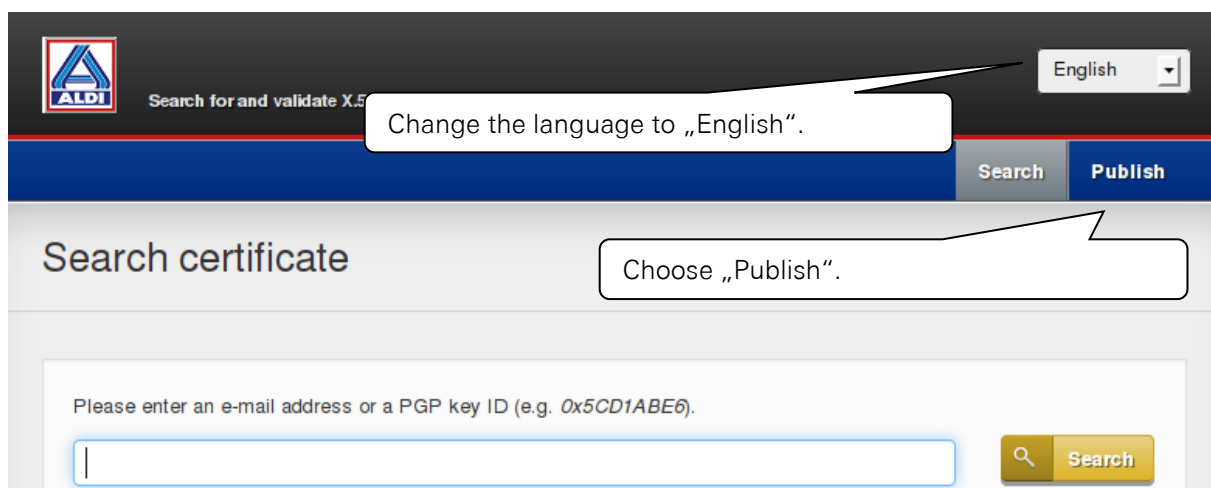 ALDI
English
Search for and validate X.5
Change the language to „English“.
Search Publish
Search certificate
Choose „Publish“.
Please enter an e-mail address or a PGP key ID (e.g. 0x5CD1ABE6).
Search